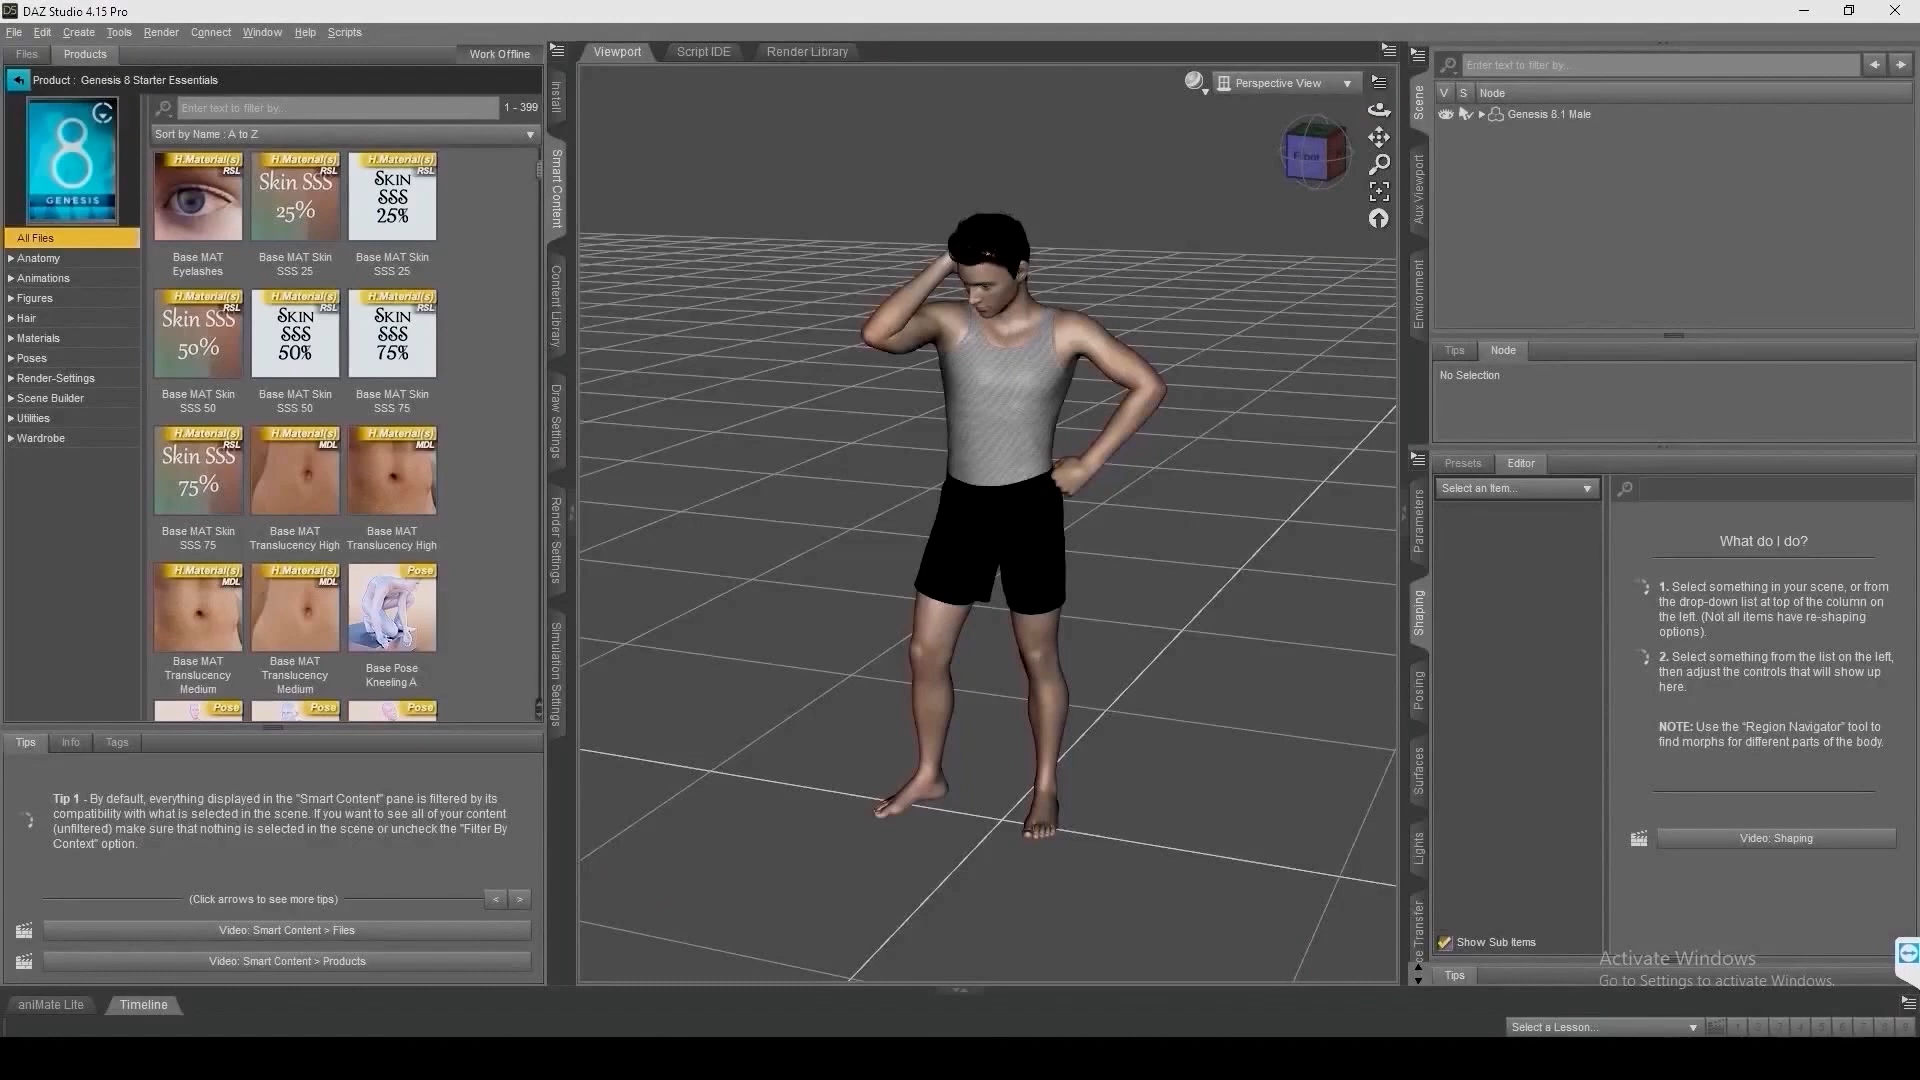 DAZ Studio 4.15 Pro
File Edit Create Tools Render Connect Window Help Scripts
Files Products Work Offline
Product : Genesis 8 Starter Essentials
8
GENESIS
Enter text to filter by...
1 - 399
Sort by Name : A to Z
All Files
Anatomy
Animations
Figures
Hair
Materials
Poses
Render-Settings
Scene Builder
Utilities
Wardrobe
H.Material(s) H.Material(s) H.Material(s)
RSL RSL RSL
Skin SSS 25%
Skin SSS 25%
Base MAT Eyelashes
Base MAT Skin SSS 25
Base MAT Skin SSS 25
H.Material(s) H.Material(s) H.Material(s)
RSL RSL RSL
Skin SSS 50%
Skin SSS 50%
Skin SSS 75%
Base MAT Skin SSS 50
Base MAT Skin SSS 50
Base MAT Skin SSS 75
H.Material(s) H.Material(s) H.Material(s)
RSL MDL MDL
Skin SSS 75%
Base MAT Skin SSS 75
Base MAT Translucency High
Base MAT Translucency High
H.Material(s) H.Material(s) Pose
MDL MDL
Base MAT Translucency Medium
Base MAT Translucency Medium
Base Pose Kneeling A
Pose Pose Pose
Tips Info Tags
Tip 1 - By default, everything displayed in the "Smart Content" pane is filtered by its
compatibility with what is selected in the scene. If you want to see all of your content
(unfiltered) make sure that nothing is selected in the scene or uncheck the "Filter By
Context" option.
(Click arrows to see more tips) < >
Video: Smart Content > Files
Video: Smart Content > Products
aniMate Lite Timeline
Install
Smart Content
Content Library
Draw Settings
Render Settings
Simulation Settings
Viewport Script IDE Render Library
Perspective View
Front
Scene
Aux Viewport
Environment
Parameters
Shaping
Posing
Surfaces
Lights
Transfer
Enter text to filter by...
V S Node
Genesis 8.1 Male
Tips Node
No Selection
Presets Editor
Select an Item...
What do I do?
1. Select something in your scene, or from
the drop-down list at top of the column on
the left. (Not all items have re-shaping
options).
2. Select something from the list on the left,
then adjust the controls that will show up
here.
NOTE: Use the "Region Navigator" tool to
find morphs for different parts of the body.
Video: Shaping
Show Sub Items
Tips
Activate Windows
Go to Settings to activate Windows.
Select a Lesson...
1 2 3 4 5 6 7 8 9